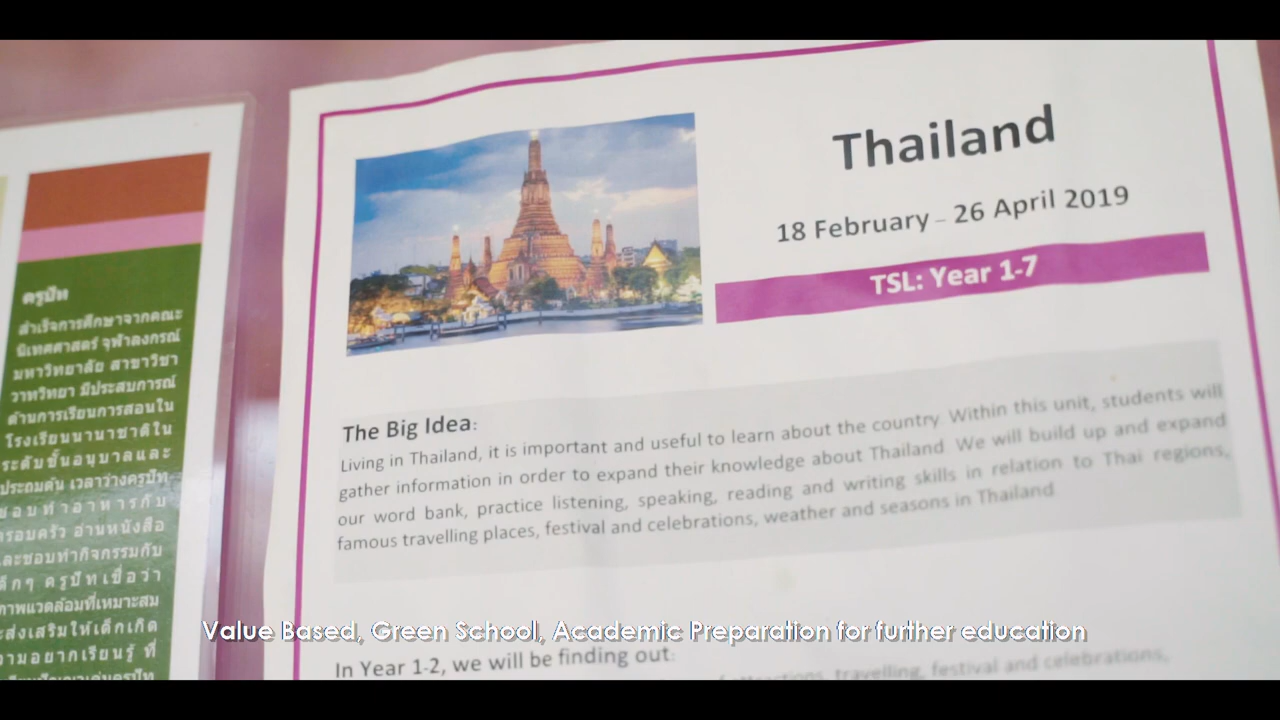 ครูปัท
สำเร็จการศึกษาจากคณะ
นิเทศศาสตร์ จุฬาลงกรณ์
มหาวิทยาลัย สาขาวิชา
วาทวิทยา มีประสบการณ์
ด้านการเรียนการสอนใน
โรงเรียนนานาชาติใน
ระดับชั้นอนุบาลและ
ประถมต้น เวลาว่างครูปัท
ชอบทำอาหารกับ
ครอบครัว อ่านหนังสือ
และชอบทำกิจกรรมกับ
เด็กๆ ครูปัทเชื่อว่า
ภาพแวดล้อมที่เหมาะสม
ส่งเสริมให้เด็กเกิด
ความอยากเรียนรู้ ที่
Thailand
18 February – 26 April 2019
TSL: Year 1-7
The Big Idea:
Living in Thailand, it is important and useful to learn about the country. Within this unit, students will
gather information in order to expand their knowledge about Thailand. We will build up and expand
our word bank, practice listening, speaking, reading and writing skills in relation to Thai regions,
famous travelling places, festival and celebrations, weather and seasons in Thailand.
Value Based, Green School, Academic Preparation for further education
In Year 1-2, we will be finding out:
attractions, travelling, festival and celebrations,